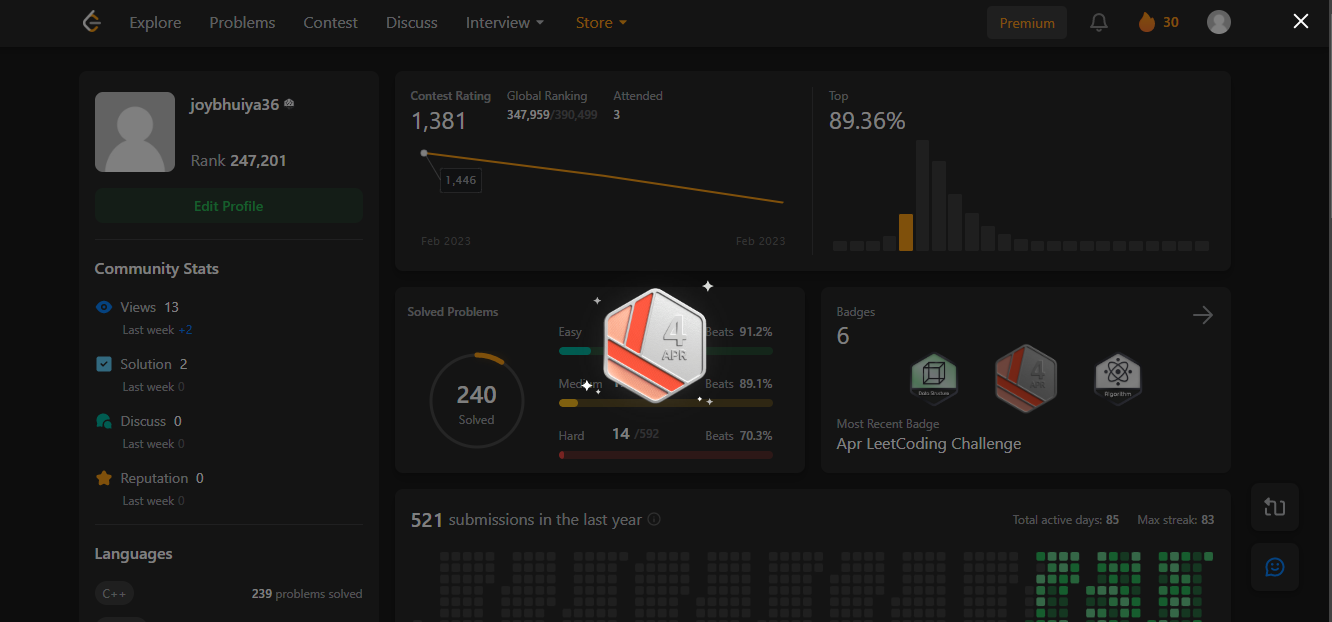 Explore Problems Contest Discuss Interview Store Premium 30
joybhuiya36
Rank 247,201
Edit Profile
Community Stats
Views 13
Last week +2
Solution 2
Last week 0
Discuss 0
Last week 0
Reputation 0
Last week 0
Languages
C++ 239 problems solved
Contest Rating Global Ranking Attended
1,381 347,959/390,499 3
1,446
Feb 2023 Feb 2023
Top
89.36%
Solved Problems
240
Solved
Easy Beats 91.2%
Beats 89.1%
Hard 14 /592 Beats 70.3%
4
APR
Badges
6
Data Structure
4
APR
Algorithm
Most Recent Badge
Apr LeetCoding Challenge
521 submissions in the last year Total active days: 85 Max streak: 83